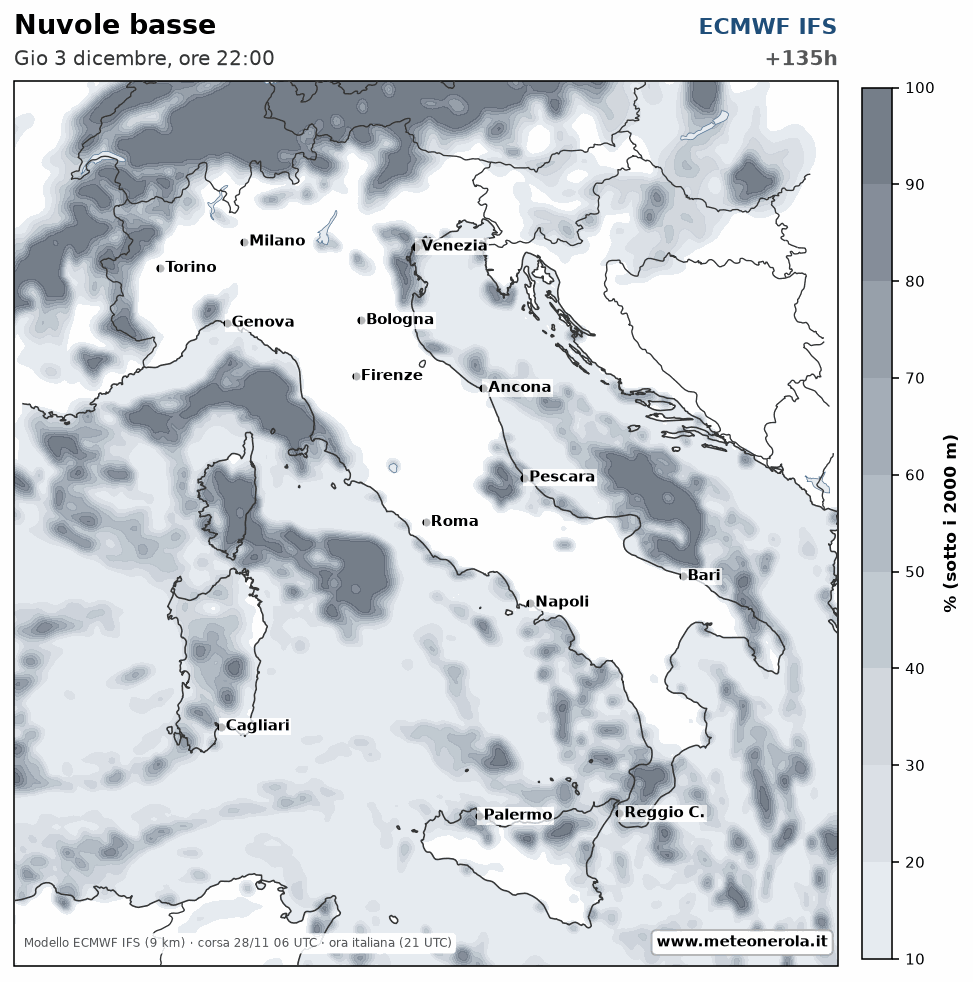 Nuvole basse
ECMWF IFS
Gio 3 dicembre, ore 22:00
+135h
Milano
Venezia
Torino
Genova
Bologna
Firenze
Ancona
Pescara
Roma
Bari
Napoli
Cagliari
Palermo
Reggio C.
Modello ECMWF IFS (9 km) · corsa 28/11 06 UTC · ora italiana (21 UTC)
www.meteonerola.it
100
90
80
70
60
50
40
30
20
10
% (sotto i 2000 m)